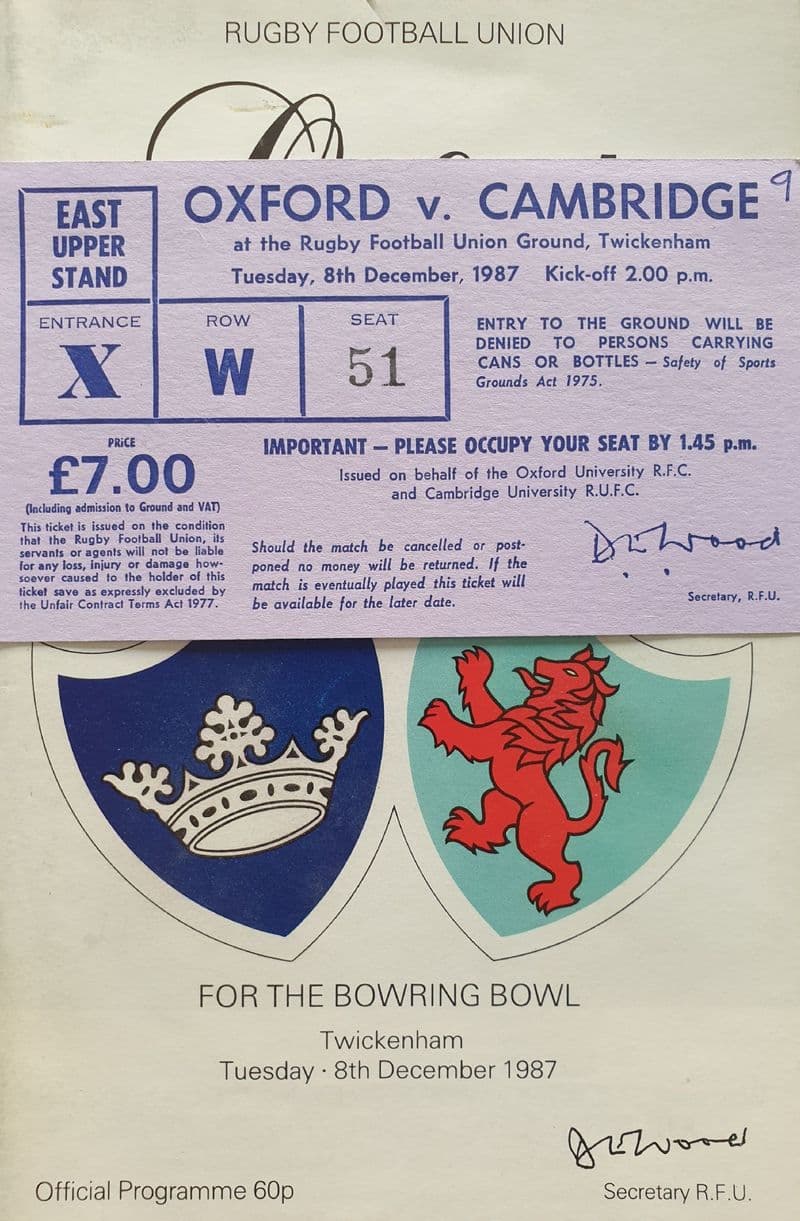 RUGBY FOOTBALL UNION
OXFORD v. CAMBRIDGE 9
at the Rugby Football Union Ground, Twickenham
Tuesday, 8th December, 1987 Kick-off 2.00 p.m.
EAST
UPPER
STAND
ENTRANCE
X
ROW
W
SEAT
51
ENTRY TO THE GROUND WILL BE
DENIED TO PERSONS CARRYING
CANS OR BOTTLES — Safety of Sports
Grounds Act 1975.
PRiCE
£7.00
(Including admission to Ground and VAT)
This ticket is issued on the condition
that the Rugby Football Union, its
servants or agents will not be liable
for any loss, injury or damage how-
soever caused to the holder of this
ticket save as expressly excluded by
the Unfair Contract Terms Act 1977.
IMPORTANT — PLEASE OCCUPY YOUR SEAT BY 1.45 p.m.
Issued on behalf of the Oxford University R.F.C.
and Cambridge University R.U.F.C.
Should the match be cancelled or post-
poned no money will be returned. If the
match is eventually played this ticket will
be available for the later date.
Wood
Secretary, R.F.U.
FOR THE BOWRING BOWL
Twickenham
Tuesday · 8th December 1987
Wood
Official Programme 60p
Secretary R.F.U.